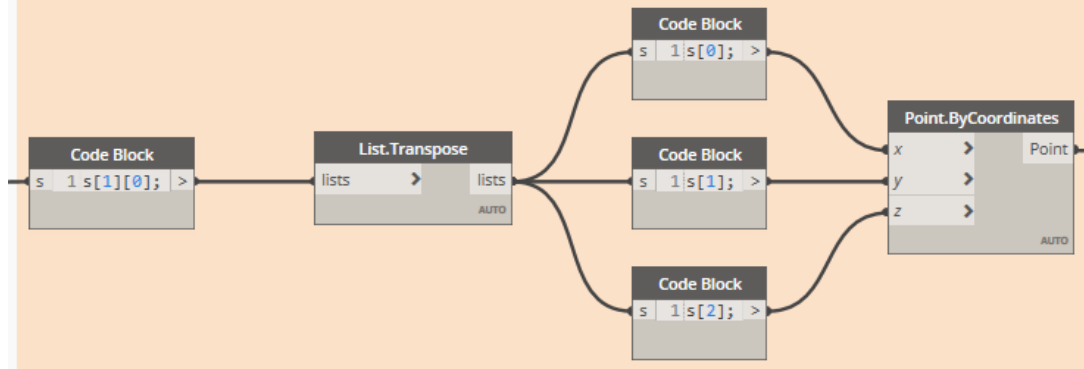 Code Block
s 1 s[1][0]; >
List.Transpose
lists > lists
AUTO
Code Block
s 1 s[0]; >
Code Block
s 1 s[1]; >
Code Block
s 1 s[2]; >
Point.ByCoordinates
x > Point
y >
z >
AUTO